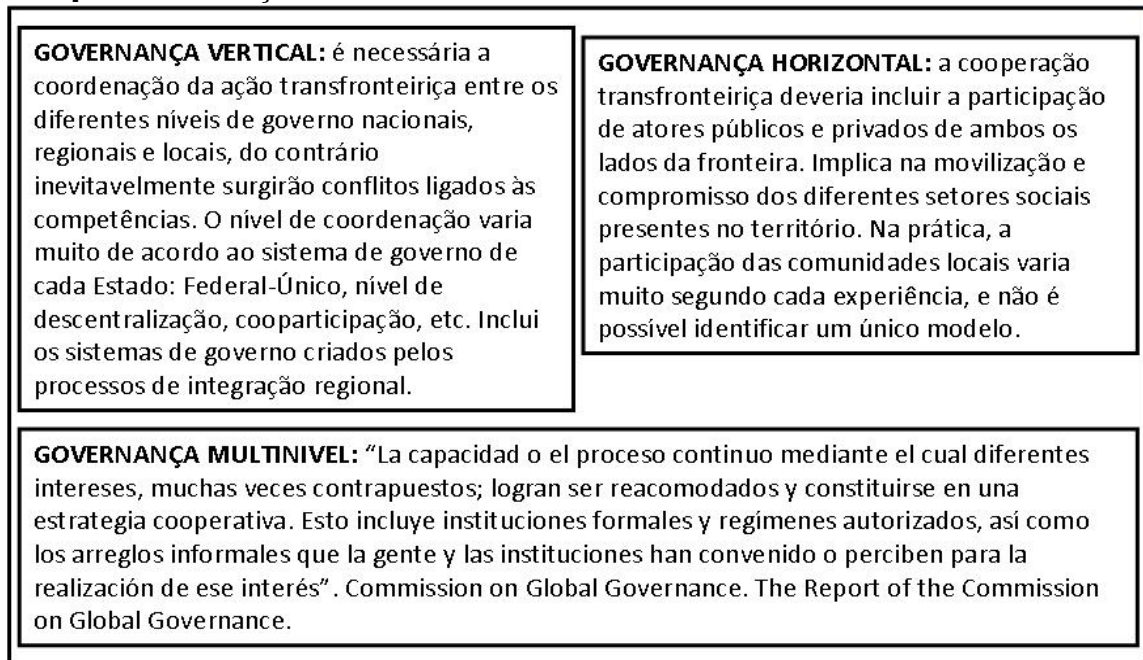 GOVERNANÇA VERTICAL: é necessária a
coordenação da ação transfronteiriça entre os
diferentes níveis de governo nacionais,
regionais e locais, do contrário
inevitavelmente surgirão conflitos ligados às
competências. O nível de coordenação varia
muito de acordo ao sistema de governo de
cada Estado: Federal-Único, nível de
descentralização, cooparticipação, etc. Inclui
os sistemas de governo criados pelos
processos de integração regional.
GOVERNANÇA HORIZONTAL: a cooperação
transfronteiriça deveria incluir a participação
de atores públicos e privados de ambos os
lados da fronteira. Implica na movilização e
compromisso dos diferentes setores sociais
presentes no território. Na prática, a
participação das comunidades locais varia
muito segundo cada experiência, e não é
possível identificar um único modelo.
GOVERNANÇA MULTINIVEL: “La capacidad o el proceso continuo mediante el cual diferentes
intereses, muchas veces contrapuestos; logran ser reacomodados y constituirse en una
estrategia cooperativa. Esto incluye instituciones formales y regímenes autorizados, así como
los arreglos informales que la gente y las instituciones han convenido o perciben para la
realización de ese interés”. Commission on Global Governance. The Report of the Commission
on Global Governance.